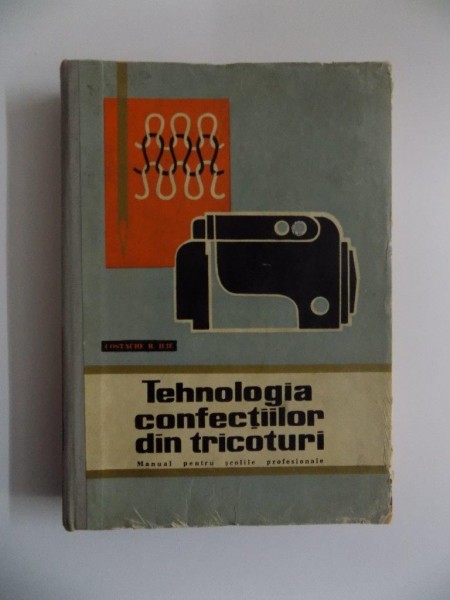 COSTACHE R. ILIE
Tehnologia
confecțiilor
din tricoturi
Manual pentru școlile profesionale